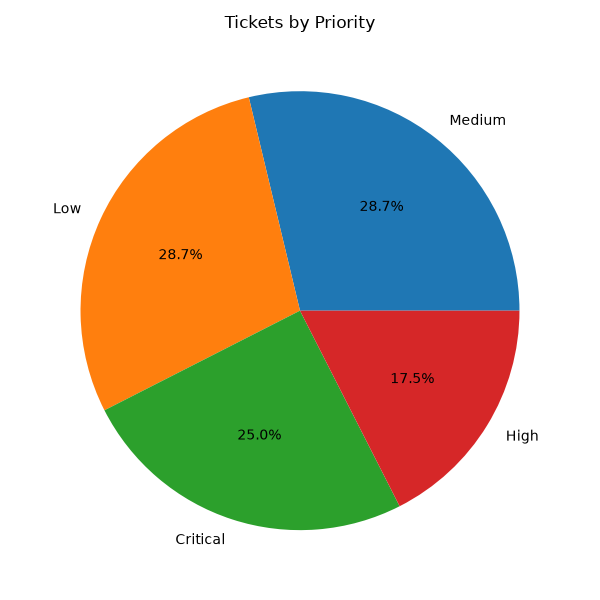 Tickets by Priority
Medium
28.7%
Low
28.7%
17.5%
25.0%
High
Critical